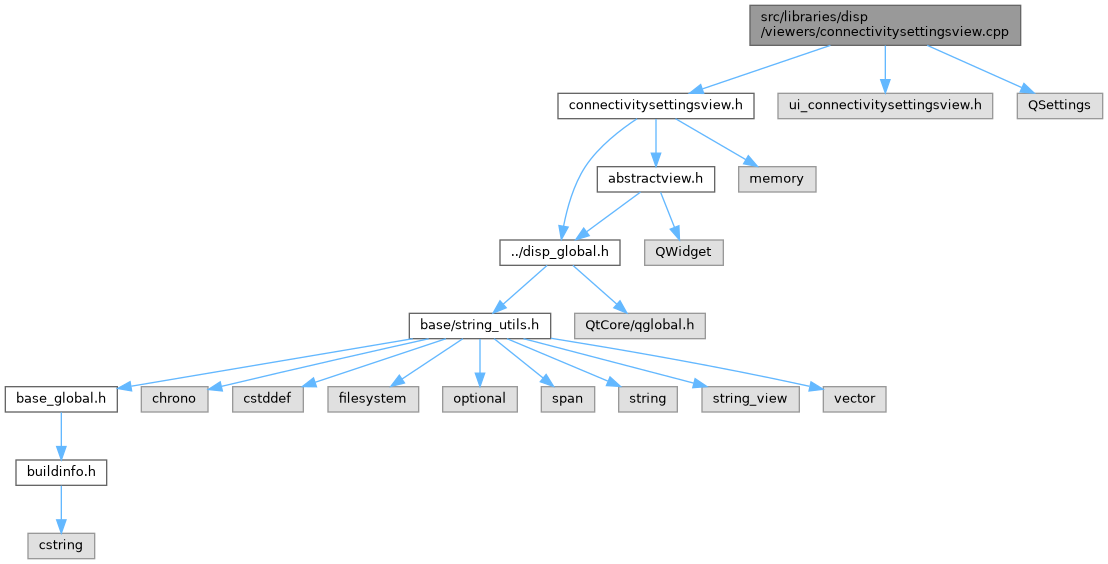 src/libraries/disp
/viewers/connectivitysettingsview.cpp
connectivitysettingsview.h
ui_connectivitysettingsview.h
QSettings
abstractview.h
memory
../disp_global.h
QWidget
base/string_utils.h
QtCore/qglobal.h
base_global.h
chrono
cstddef
filesystem
optional
span
string
string_view
vector
buildinfo.h
cstring